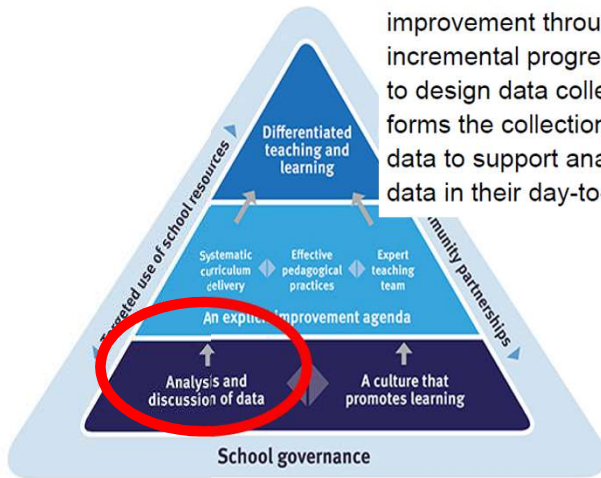 improvement throu
incremental progre
to design data colle
forms the collection
data to support ana
data in their day-to
Differentiated
teaching and
learning
Targeted use of school resources
munity partnerships
Systematic
curriculum
delivery
Effective
pedagogical
practices
Expert
teaching
team
An explicit improvement agenda
Analysis and
discussion of data
A culture that
promotes learning
School governance